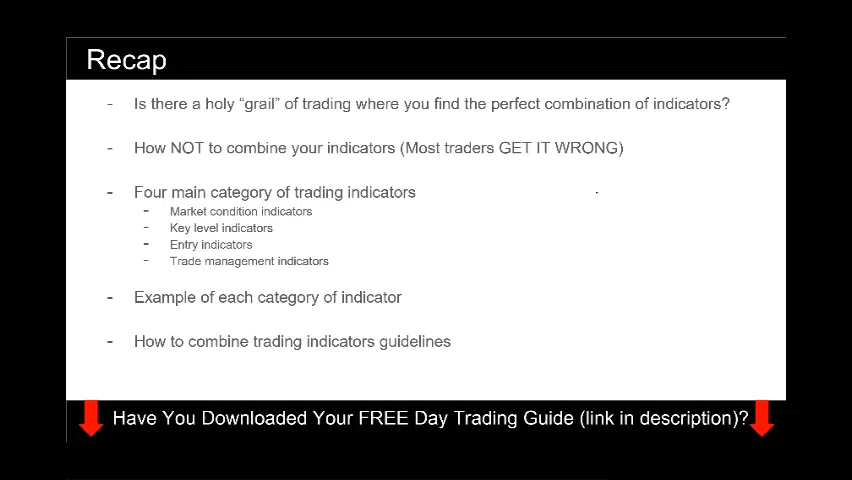 Recap
- Is there a holy “grail” of trading where you find the perfect combination of indicators?
- How NOT to combine your indicators (Most traders GET IT WRONG)
- Four main category of trading indicators
- Market condition indicators
- Key level indicators
- Entry indicators
- Trade management indicators
- Example of each category of indicator
- How to combine trading indicators guidelines
Have You Downloaded Your FREE Day Trading Guide (link in description)?